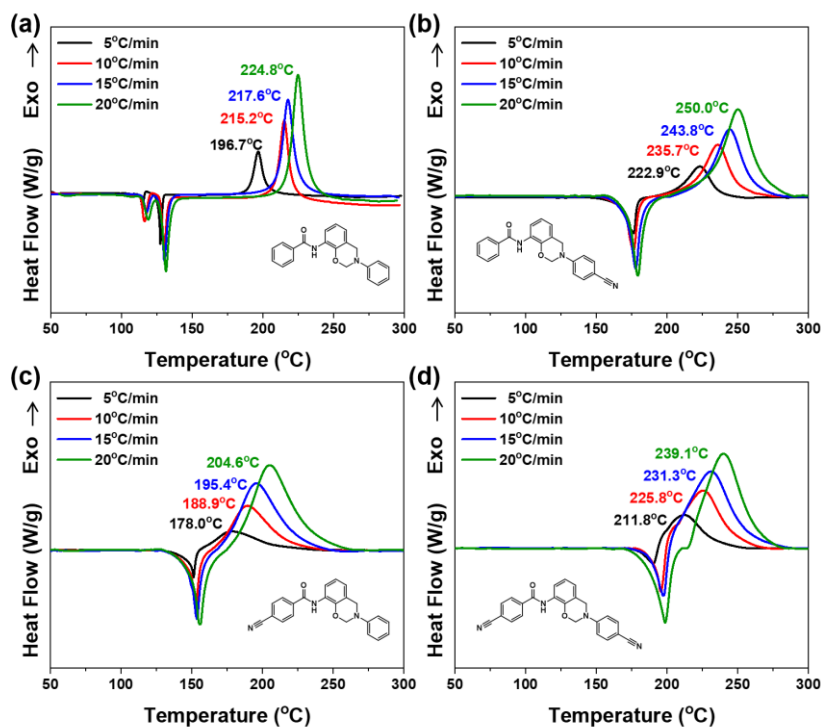 (a)
5°C/min
10°C/min
15°C/min
20°C/min
224.8°C
217.6°C
215.2°C
196.7°C
Heat Flow (W/g) Exo →
O
N
H
O
N
50 100 150 200 250 300
Temperature (°C)
(b)
5°C/min
10°C/min
15°C/min
20°C/min
250.0°C
243.8°C
235.7°C
222.9°C
Heat Flow (W/g) Exo →
O
N
H
O
N
N
50 100 150 200 250 300
Temperature (°C)
(c)
5°C/min
10°C/min
15°C/min
20°C/min
204.6°C
195.4°C
188.9°C
178.0°C
Heat Flow (W/g) Exo →
O
N
H
O
N
N
50 100 150 200 250 300
Temperature (°C)
(d)
5°C/min
10°C/min
15°C/min
20°C/min
239.1°C
231.3°C
225.8°C
211.8°C
Heat Flow (W/g) Exo →
O
N
H
O
N
N
N
50 100 150 200 250 300
Temperature (°C)